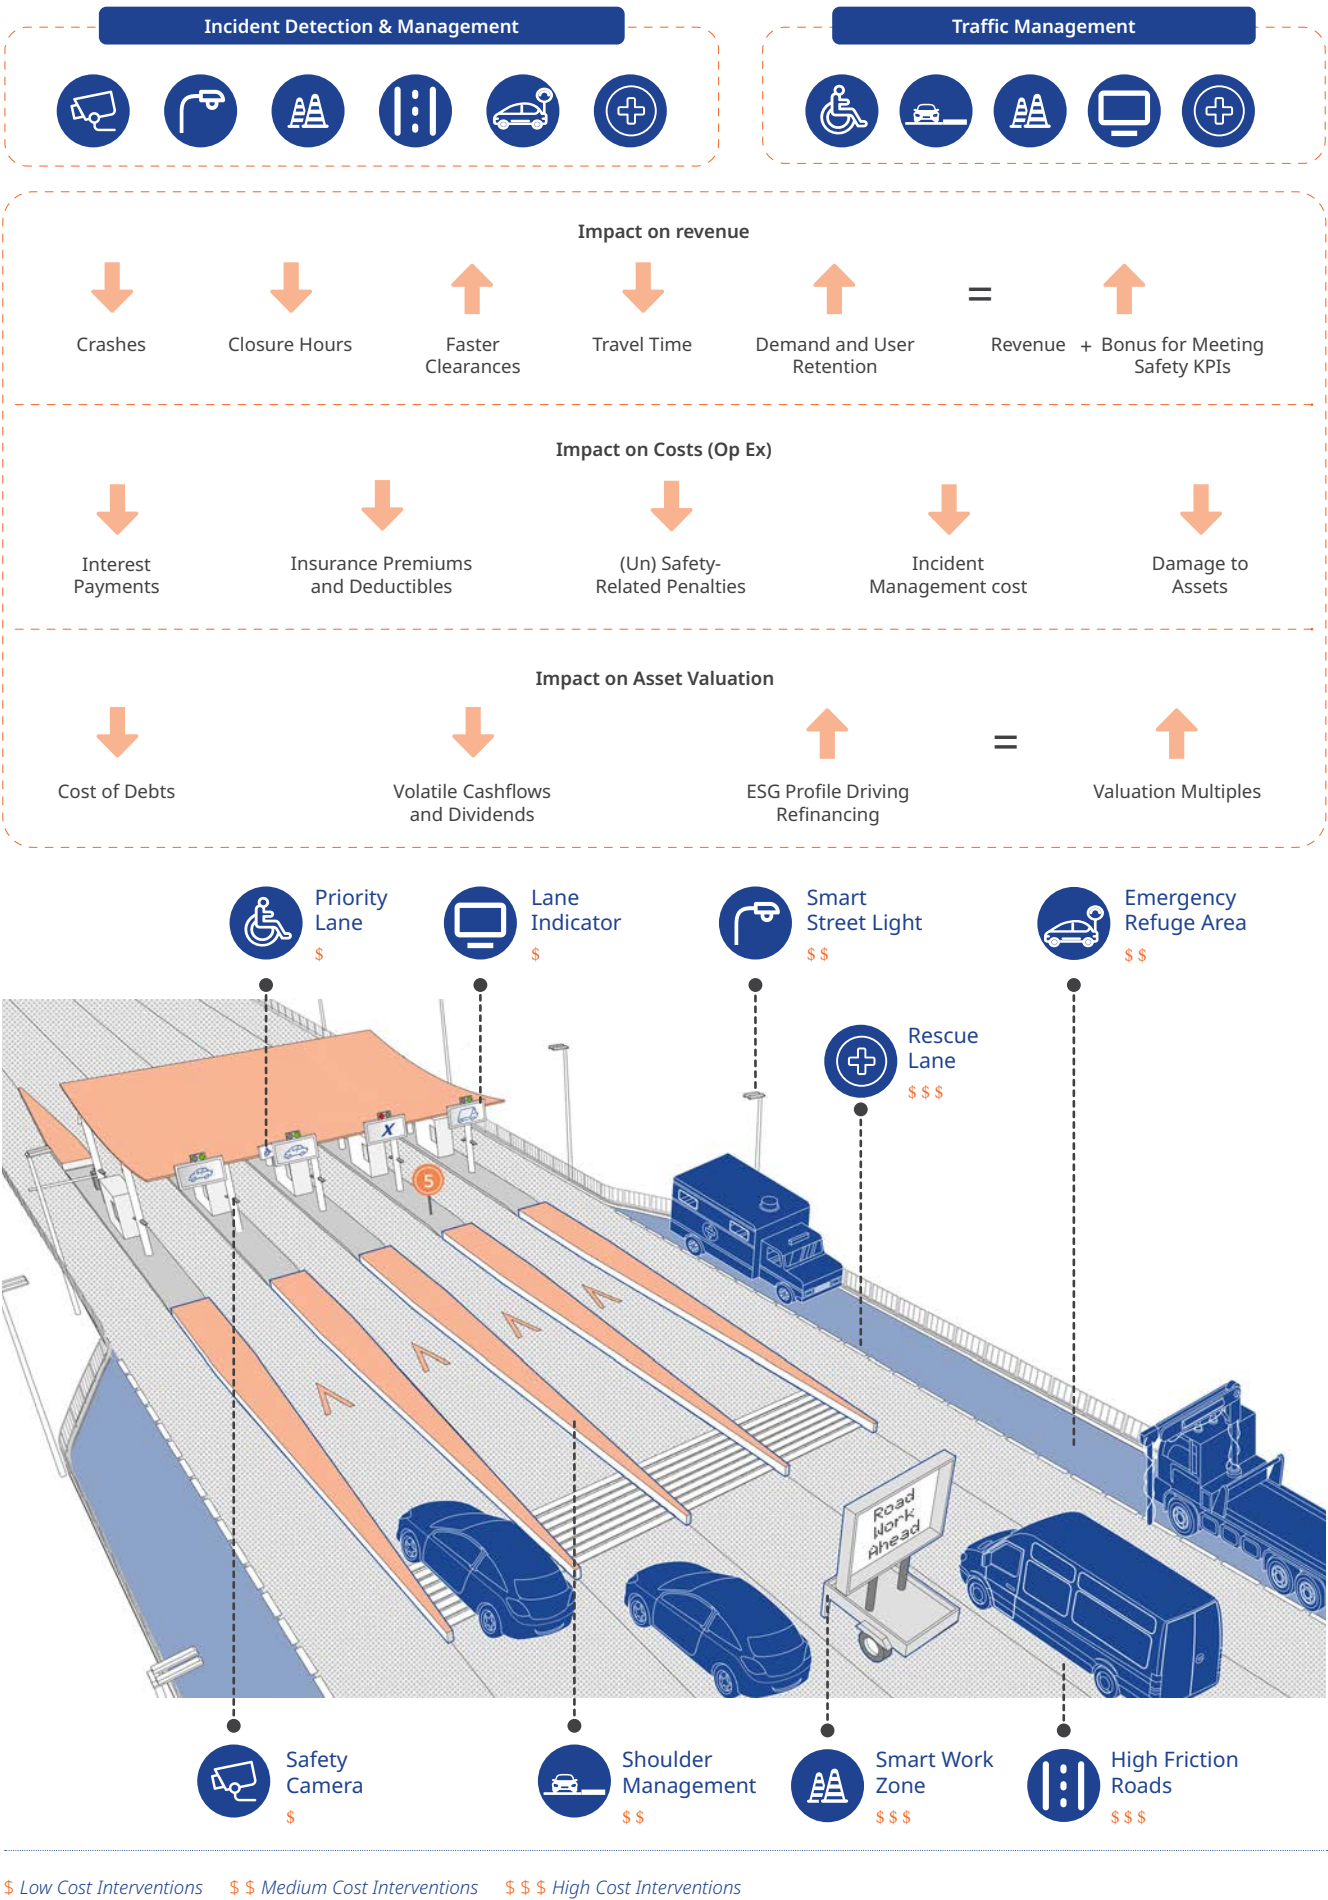 Incident Detection & Management
Traffic Management
Impact on revenue
Crashes
Closure Hours
Faster
Clearances
Travel Time
Demand and User
Retention
=
Revenue + Bonus for Meeting
Safety KPIs
Impact on Costs (Op Ex)
Interest
Payments
Insurance Premiums
and Deductibles
(Un) Safety-
Related Penalties
Incident
Management cost
Damage to
Assets
Impact on Asset Valuation
Cost of Debts
Volatile Cashflows
and Dividends
ESG Profile Driving
Refinancing
=
Valuation Multiples
Priority
Lane
$
Lane
Indicator
$
Smart
Street Light
$ $
Emergency
Refuge Area
$ $
Rescue
Lane
$ $ $
X
5
Road
Work
Ahead
Safety
Camera
$
Shoulder
Management
$ $
Smart Work
Zone
$ $ $
High Friction
Roads
$ $ $
$ Low Cost Interventions $ $ Medium Cost Interventions $ $ $ High Cost Interventions